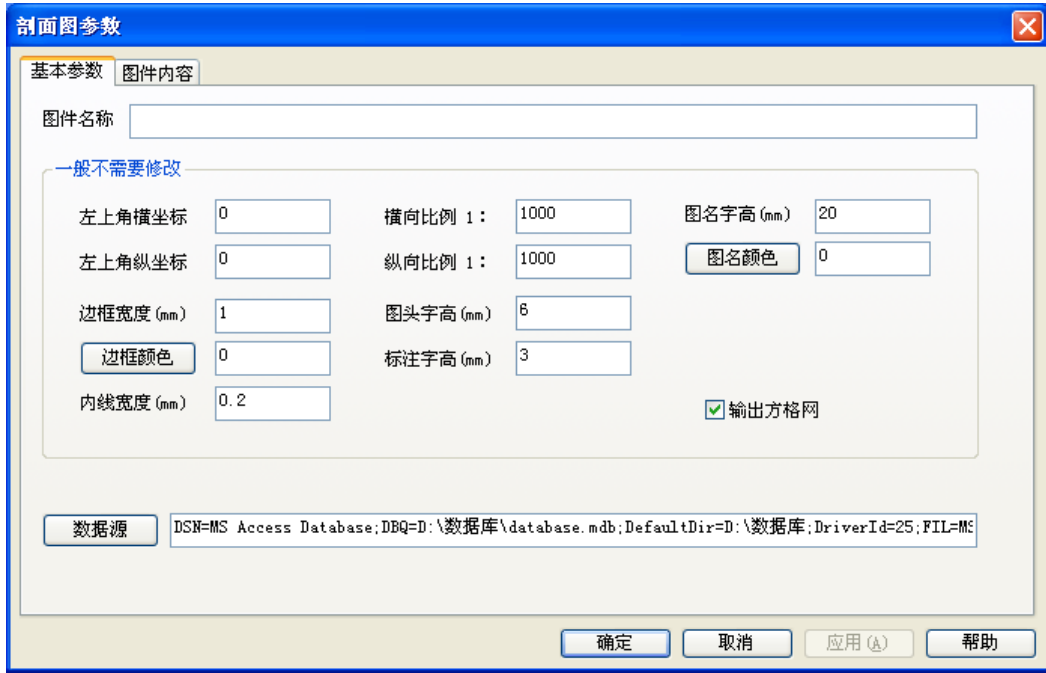 剖面图参数
基本参数 图件内容
图件名称
一般不需要修改
左上角横坐标 0 横向比例 1: 1000 图名字高(mm) 20
左上角纵坐标 0 纵向比例 1: 1000 图名颜色 0
边框宽度(mm) 1 图头字高(mm) 6
边框颜色 0 标注字高(mm) 3
内线宽度(mm) 0.2 输出方格网
数据源 DSN=MS Access Database;DBQ=D:\数据库\database.mdb;DefaultDir=D:\数据库;DriverId=25;FIL=MS
确定 取消 应用(A) 帮助